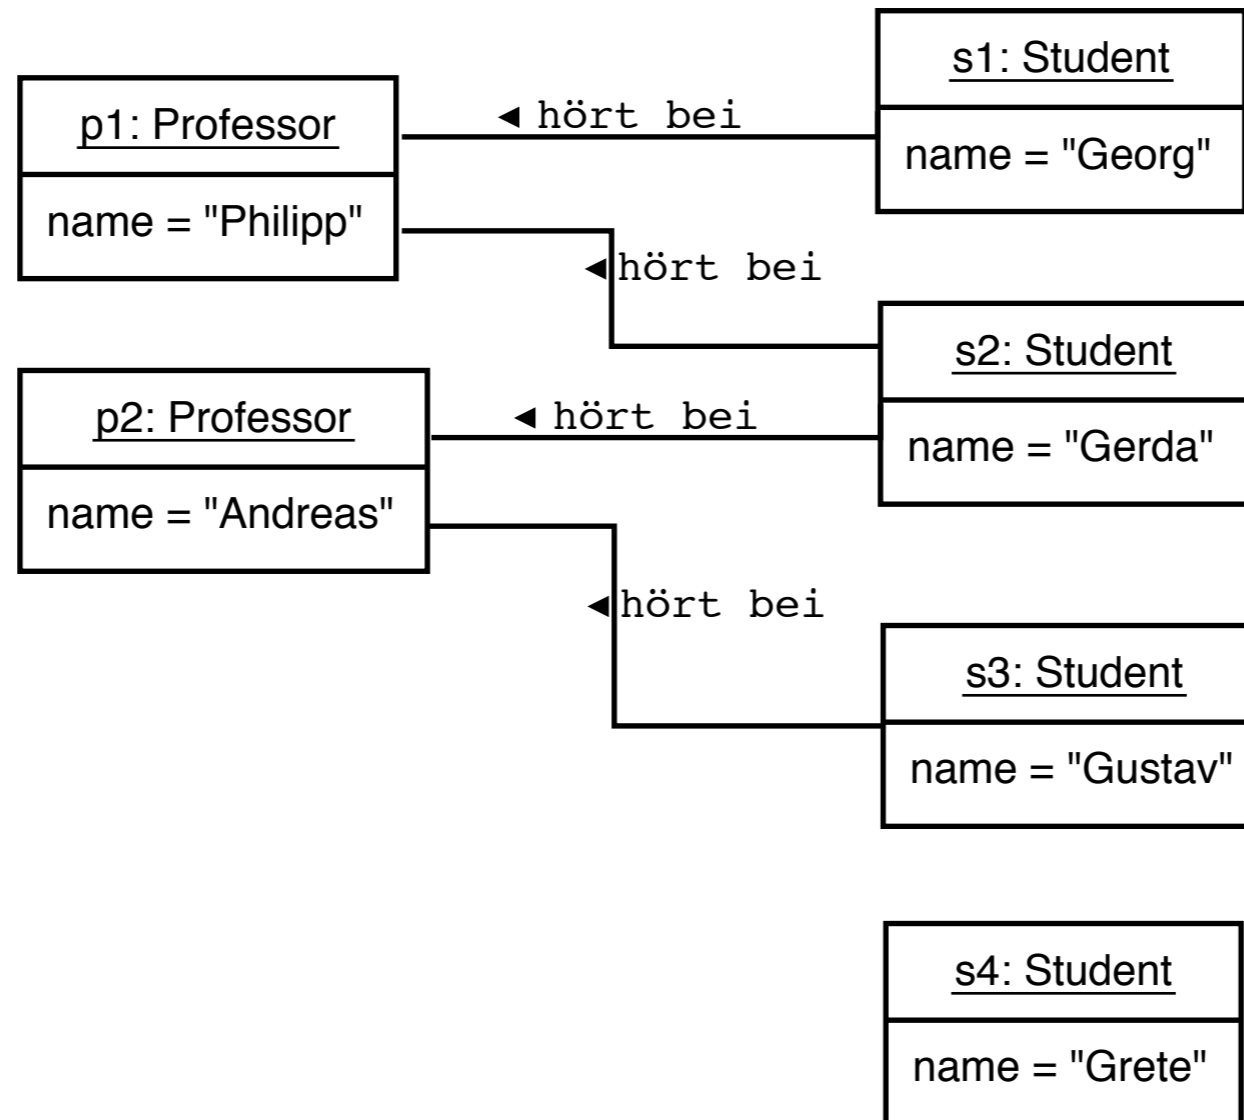 s1: Student
name = "Georg"
p1: Professor
name = "Philipp"
◄ hört bei
◄ hört bei
s2: Student
name = "Gerda"
p2: Professor
name = "Andreas"
◄ hört bei
◄ hört bei
s3: Student
name = "Gustav"
s4: Student
name = "Grete"